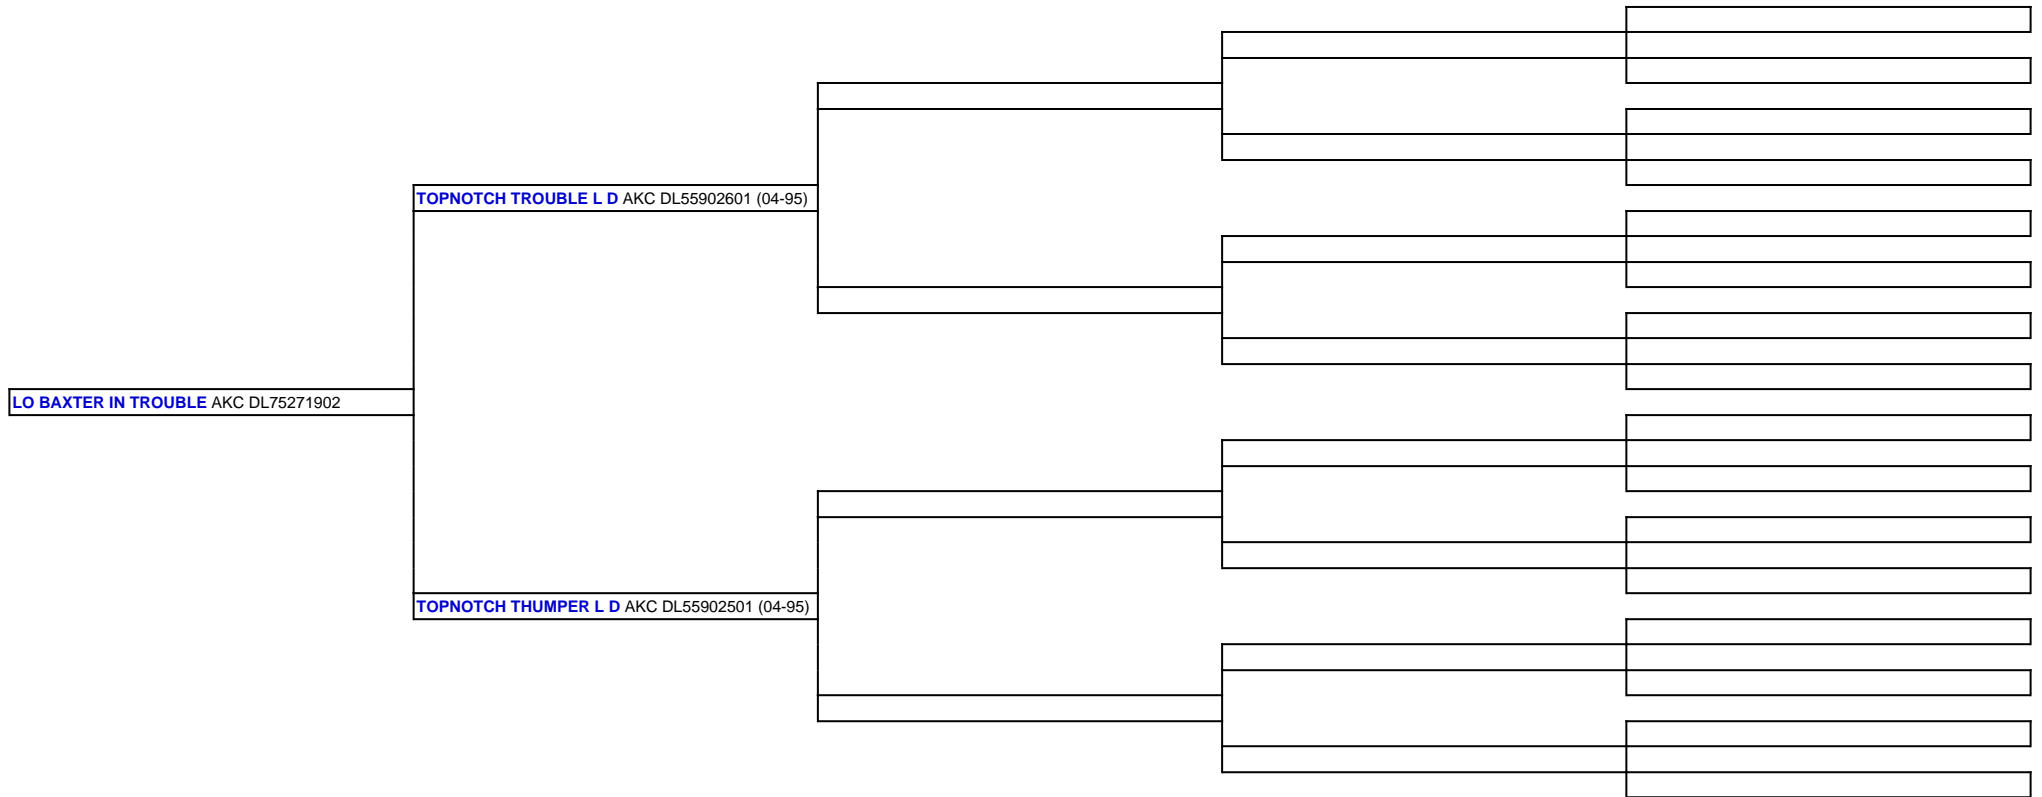 TOPNOTCH TROUBLE L D AKC DL55902601 (04-95)
LO BAXTER IN TROUBLE AKC DL75271902
TOPNOTCH THUMPER L D AKC DL55902501 (04-95)